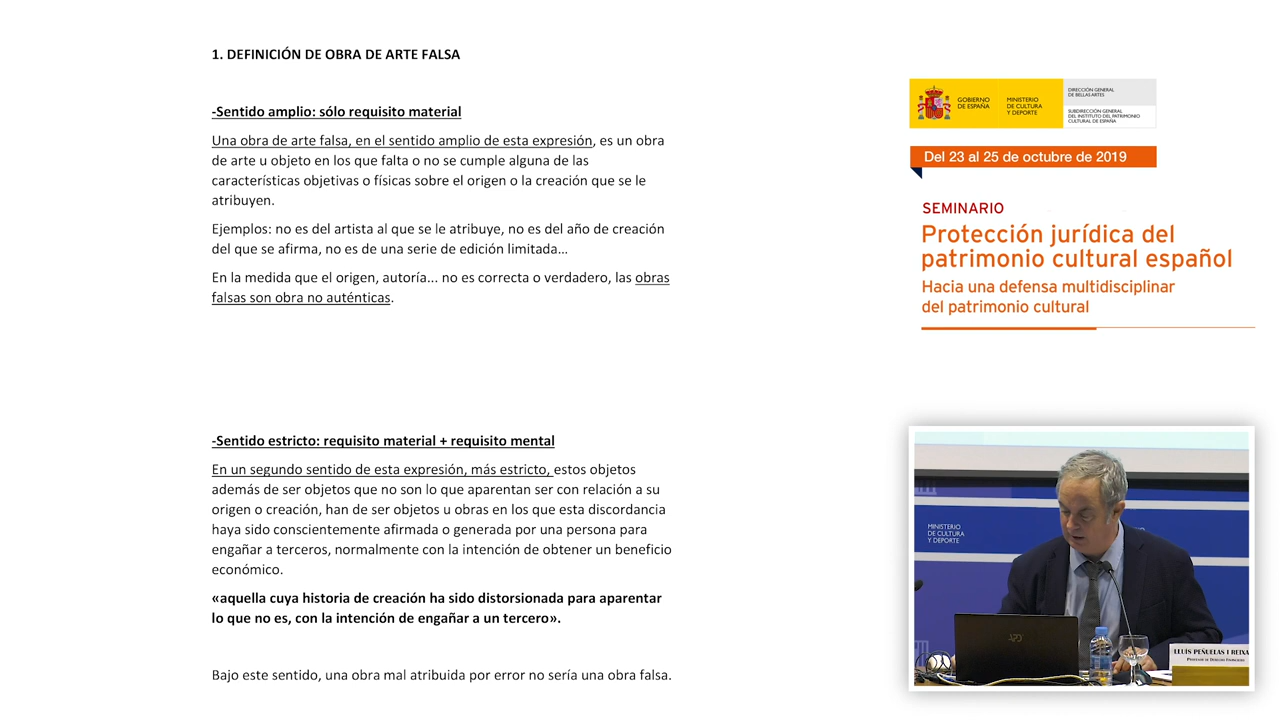 1. DEFINICIÓN DE OBRA DE ARTE FALSA
-Sentido amplio: sólo requisito material
Una obra de arte falsa, en el sentido amplio de esta expresión, es un obra
de arte u objeto en los que falta o no se cumple alguna de las
características objetivas o físicas sobre el origen o la creación que se le
atribuyen.
Ejemplos: no es del artista al que se le atribuye, no es del año de creación
del que se afirma, no es de una serie de edición limitada...
En la medida que el origen, autoría... no es correcta o verdadero, las obras
falsas son obra no auténticas.
-Sentido estricto: requisito material + requisito mental
En un segundo sentido de esta expresión, más estricto, estos objetos
además de ser objetos que no son lo que aparentan ser con relación a su
origen o creación, han de ser objetos u obras en los que esta discordancia
haya sido conscientemente afirmada o generada por una persona para
engañar a terceros, normalmente con la intención de obtener un beneficio
económico.
«aquella cuya historia de creación ha sido distorsionada para aparentar
lo que no es, con la intención de engañar a un tercero».
Bajo este sentido, una obra mal atribuida por error no sería una obra falsa.
GOBIERNO
DE ESPAÑA
MINISTERIO
DE CULTURA
Y DEPORTE
DIRECCIÓN GENERAL
DE BELLAS ARTES
SUBDIRECCIÓN GENERAL
DEL INSTITUTO DEL PATRIMONIO
CULTURAL DE ESPAÑA
Del 23 al 25 de octubre de 2019
SEMINARIO
Protección jurídica del
patrimonio cultural español
Hacia una defensa multidisciplinar
del patrimonio cultural
MINISTERIO
DE CULTURA
Y DEPORTE
LLUÍS PEÑUELAS I REIXA